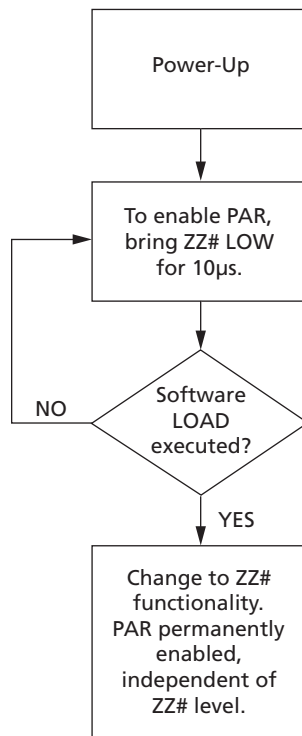 Power-Up
To enable PAR,
bring ZZ# LOW
for 10µs.
Software
LOAD
executed?
NO
YES
Change to ZZ#
functionality.
PAR permanently
enabled,
independent of
ZZ# level.